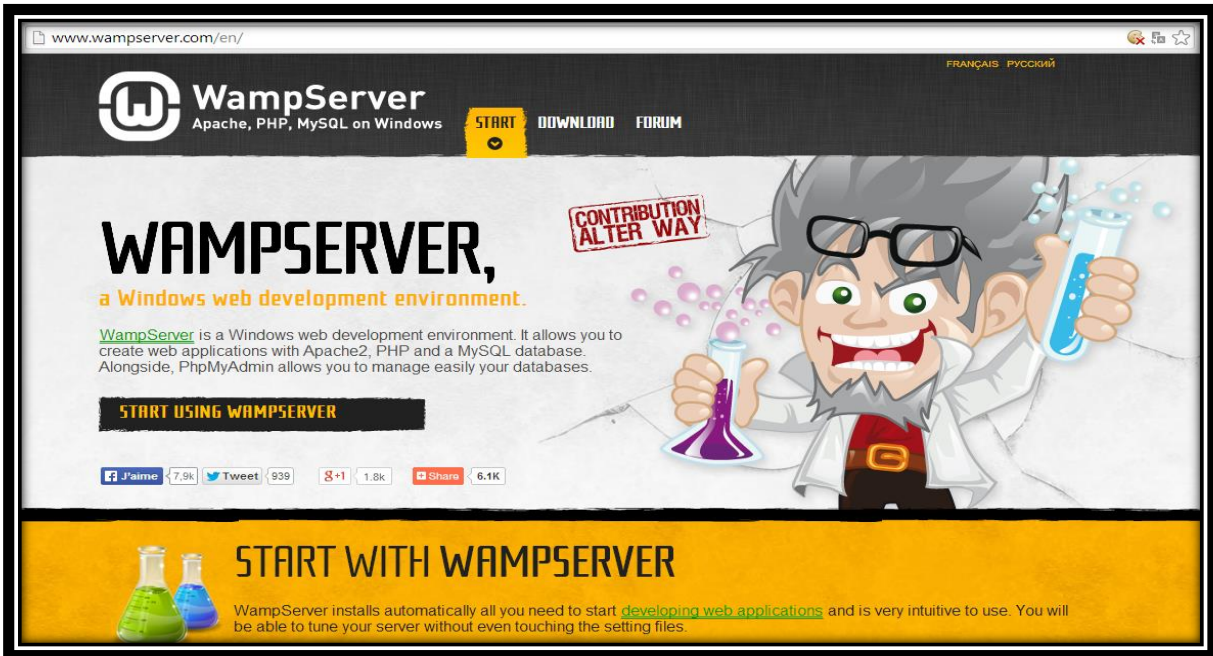 www.wampserver.com/en/
FRANÇAIS РУССКИЙ
WampServer
Apache, PHP, MySQL on Windows
START DOWNLOAD FORUM
CONTRIBUTION
ALTER WAY
WAMPSERVER,
a Windows web development environment.
WampServer is a Windows web development environment. It allows you to
create web applications with Apache2, PHP and a MySQL database.
Alongside, PhpMyAdmin allows you to manage easily your databases.
START USING WAMPSERVER
J'aime 7,9k Tweet 939 g+1 1.8k Share 6.1K
START WITH WAMPSERVER
WampServer installs automatically all you need to start developing web applications and is very intuitive to use. You will
be able to tune your server without even touching the setting files.